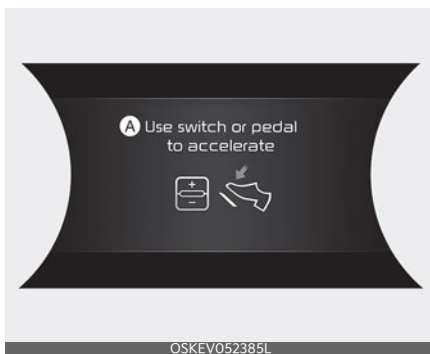 A Use switch or pedal
to accelerate
+
-
OSKEV052385L